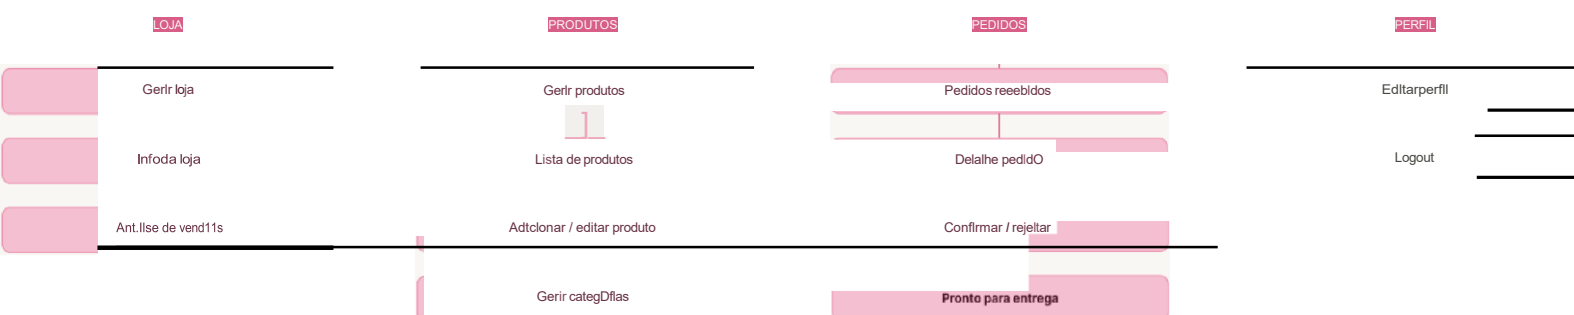 LOJA PRODUTOS PEDIDOS PERFIL
Gerlr loja Gerlr produtos Pedidos reeebldos Edltarperfll
]
Infoda loja Lista de produtos Delalhe pedldO Logout
Ant.llse de vend11s Adtclonar / editar produto Conflrmar / rejeltar
Gerir categDflas Pronto para entrega